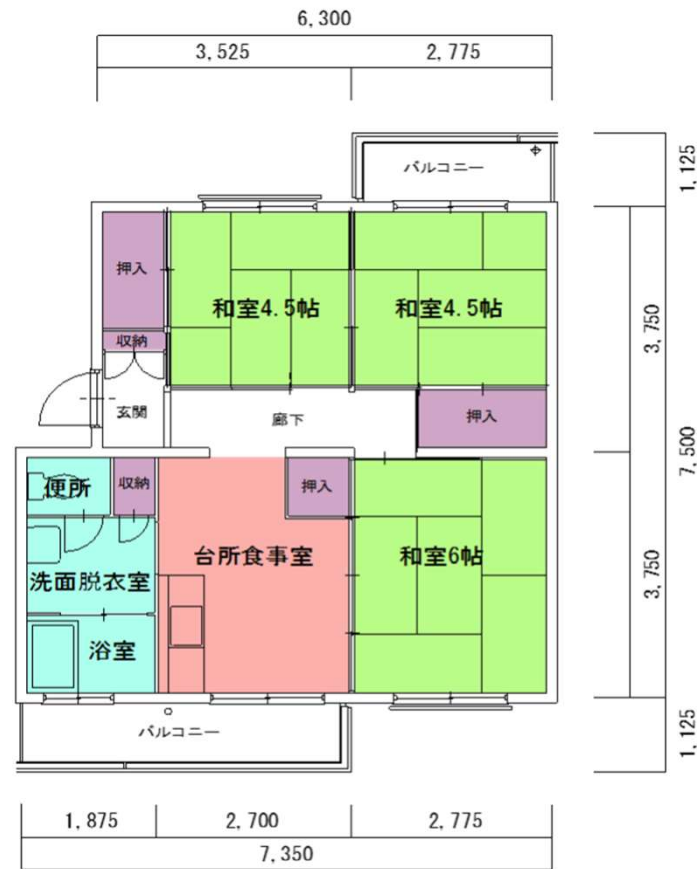 6,300
3,525
2,775
バルコニー
1,125
押入
和室4.5帖
和室4.5帖
収納
3,750
玄関
廊下
押入
7,500
便所
収納
押入
台所食事室
和室6帖
洗面脱衣室
3,750
浴室
バルコニー
1,125
1,875
2,700
2,775
7,350